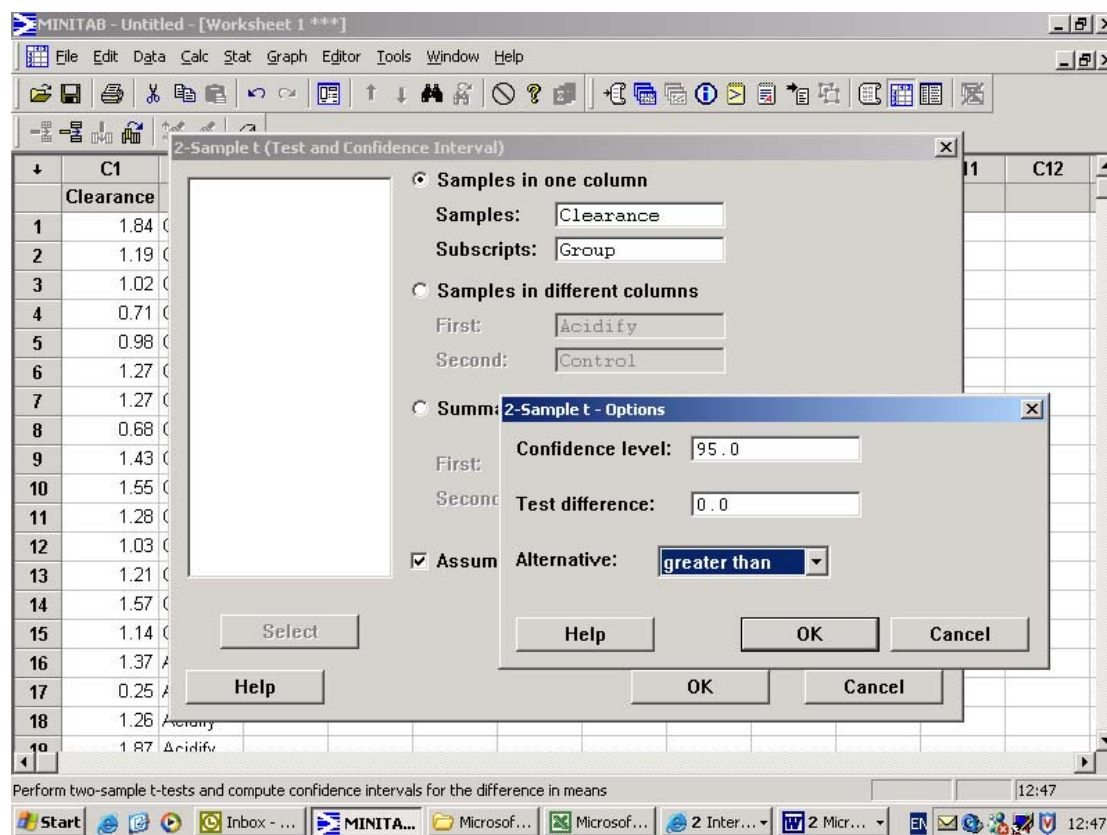 MINITAB - Untitled - [Worksheet 1 ***]
File Edit Data Calc Stat Graph Editor Tools Window Help
2-Sample t (Test and Confidence Interval)
C1 C12
Clearance
1 1.84
2 1.19
3 1.02
4 0.71
5 0.98
6 1.27
7 1.27
8 0.68
9 1.43
10 1.55
11 1.28
12 1.03
13 1.21
14 1.57
15 1.14
16 1.37
17 0.25
18 1.26 Acidify
19 1.87 Acidify
Samples in one column
Samples: Clearance
Subscripts: Group
Samples in different columns
First: Acidify
Second: Control
Summa
First:
Second
Assum
Select
Help OK Cancel
2-Sample t - Options
Confidence level: 95.0
Test difference: 0.0
Alternative: greater than
Help OK Cancel
Perform two-sample t-tests and compute confidence intervals for the difference in means 12:47
Start Inbox - ... MINITA... Microsof... Microsof... 2 Inter... 2 Micr... EN 12:47